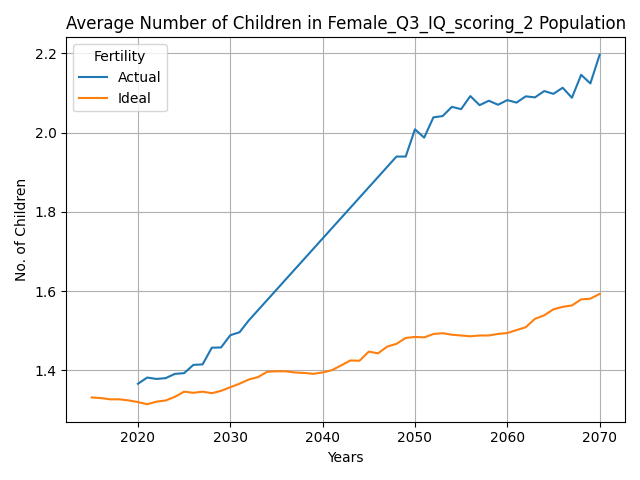 Average Number of Children in Female_Q3_IQ_scoring_2 Population
Fertility
Actual
Ideal
2.2
2.0
1.8
1.6
1.4
No. of Children
2020 2030 2040 2050 2060 2070
Years